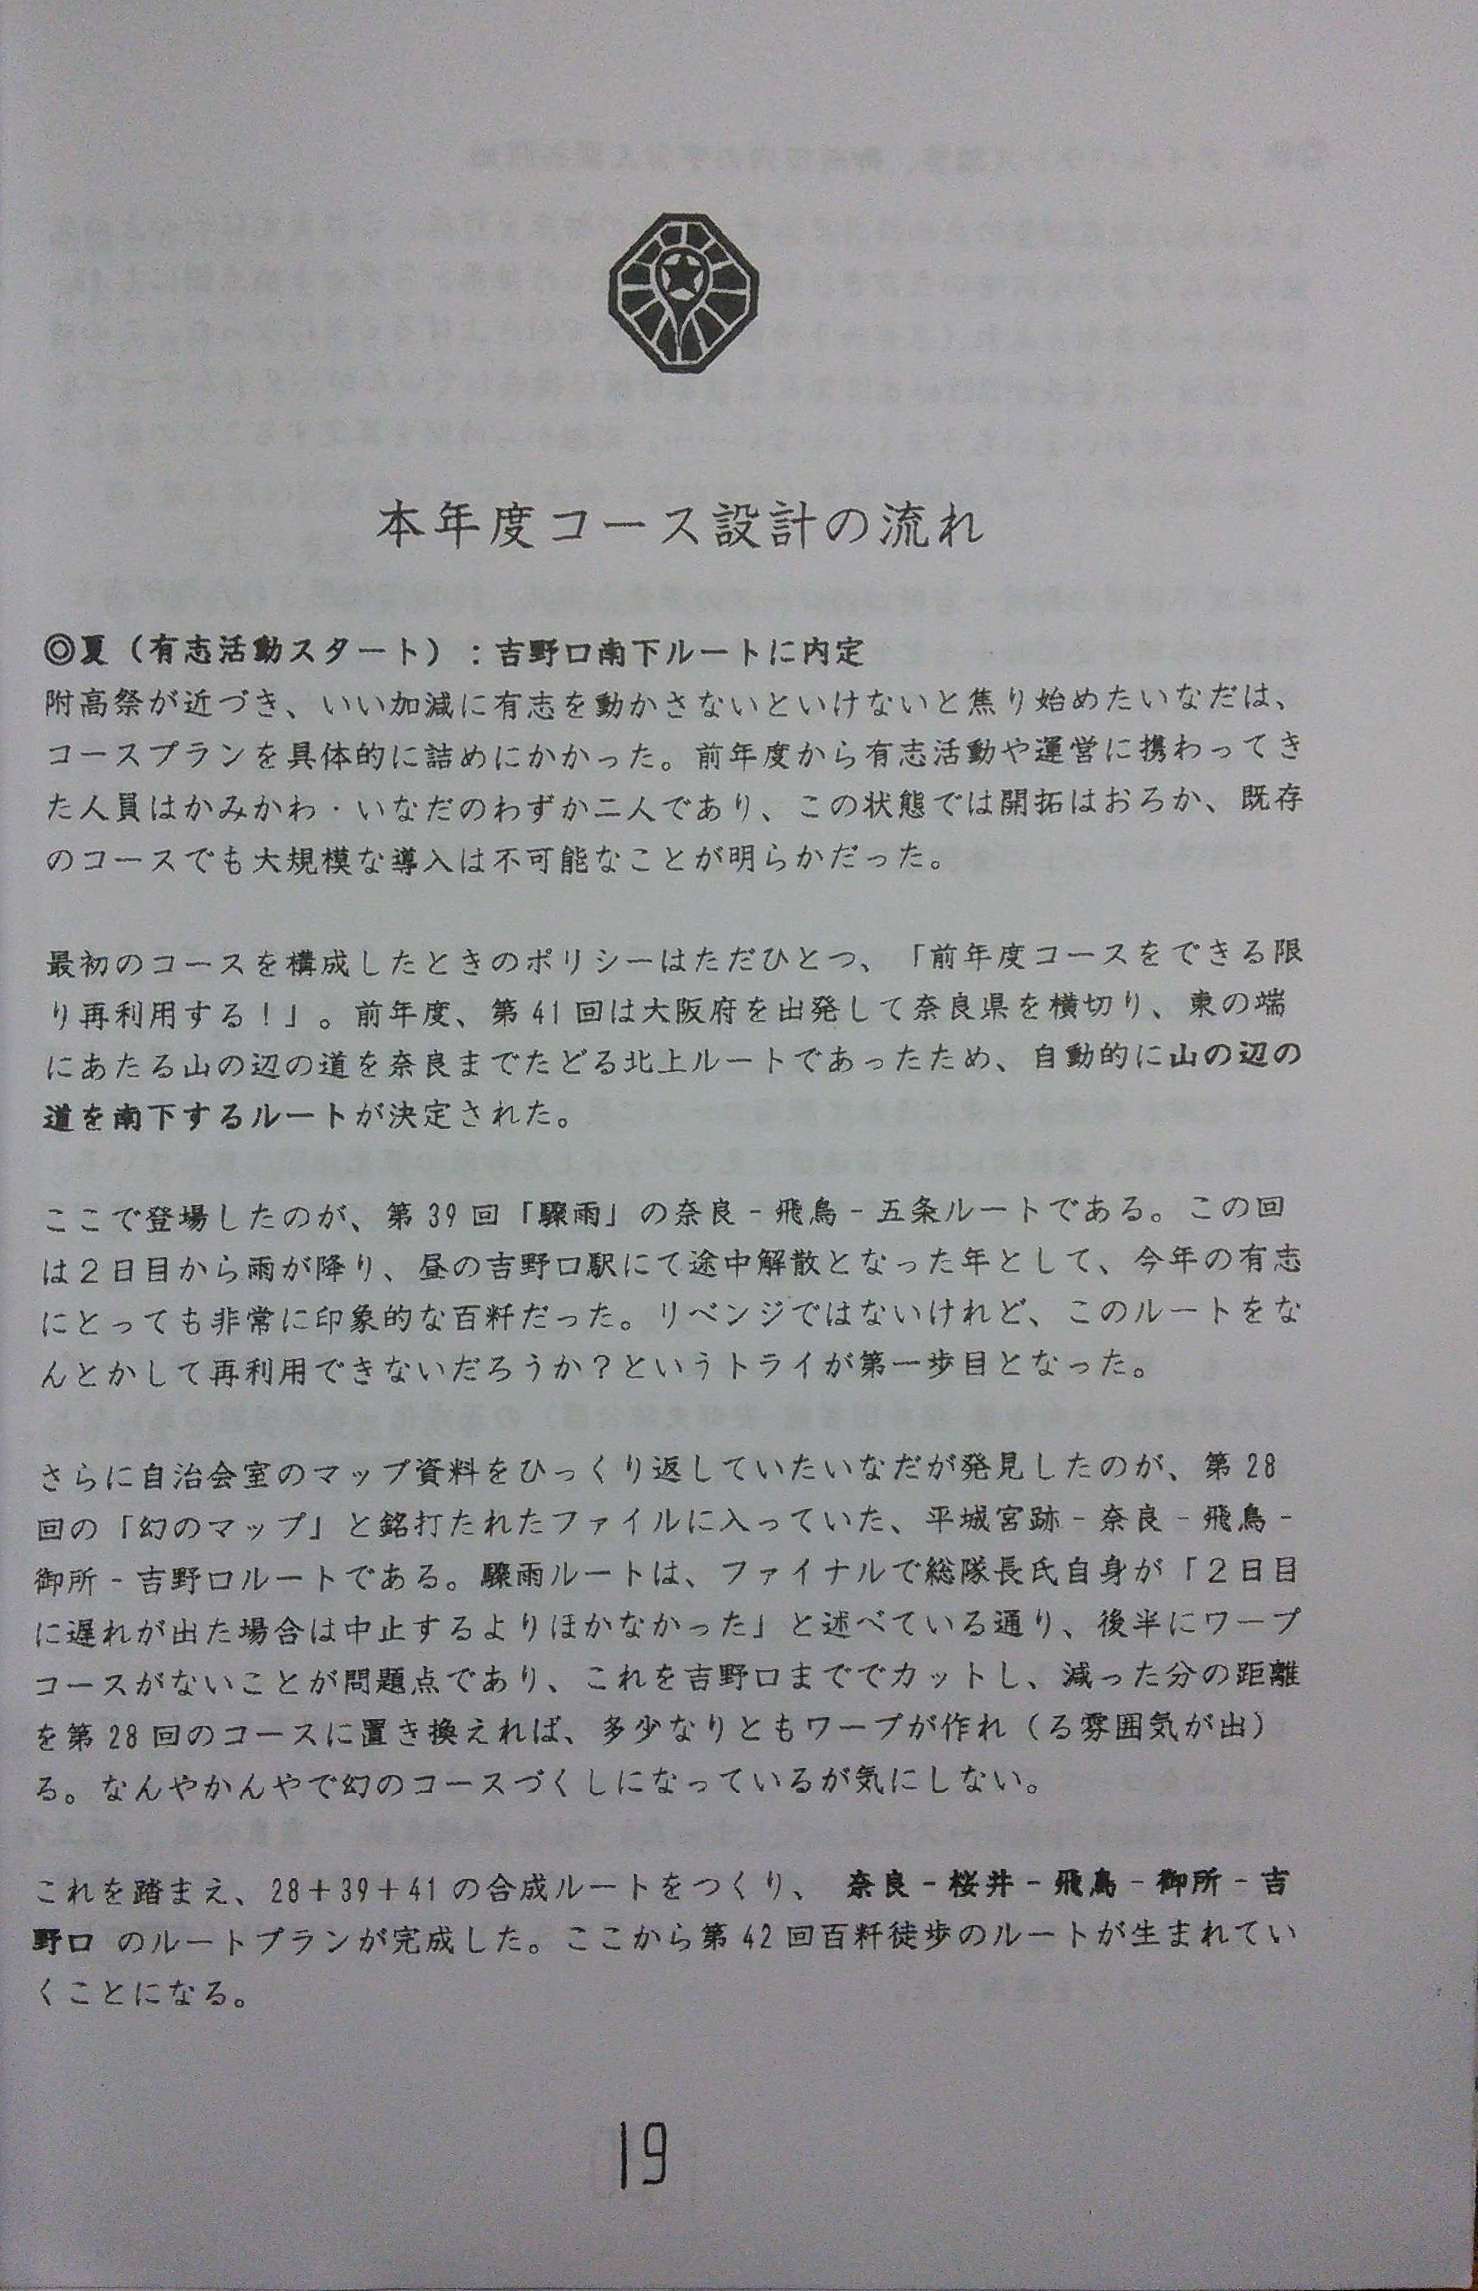 本年度コース設計の流れ
◎夏（有志活動スタート）：吉野口南下ルートに内定
附高祭が近づき、いい加減に有志を動かさないといけないと焦り始めたいなだは、
コースプランを具体的に詰めにかかった。前年度から有志活動や運営に携わってき
た人員はかみかわ・いなだのわずか二人であり、この状態では開拓はおろか、既存
のコースでも大規模な導入は不可能なことが明らかだった。
最初のコースを構成したときのポリシーはただひとつ、「前年度コースをできる限
り再利用する！」。前年度、第41回は大阪府を出発して奈良県を横切り、東の端
にあたる山の辺の道を奈良までたどる北上ルートであったため、自動的に山の辺の
道を南下するルートが決定された。
ここで登場したのが、第39回「驟雨」の奈良‐飛鳥‐五条ルートである。この回
は２日目から雨が降り、昼の吉野口駅にて途中解散となった年として、今年の有志
にとっても非常に印象的な百粁だった。リベンジではないけれど、このルートをな
んとかして再利用できないだろうか？というトライが第一歩目となった。
さらに自治会室のマップ資料をひっくり返していたいなだが発見したのが、第28
回の「幻のマップ」と銘打たれたファイルに入っていた、平城宮跡‐奈良‐飛鳥‐
御所‐吉野口ルートである。驟雨ルートは、ファイナルで総隊長氏自身が「２日目
に遅れが出た場合は中止するよりほかなかった」と述べている通り、後半にワープ
コースがないことが問題点であり、これを吉野口まででカットし、減った分の距離
を第28回のコースに置き換えれば、多少なりともワープが作れ（る雰囲気が出）
る。なんやかんやで幻のコースづくしになっているが気にしない。
これを踏まえ、28＋39＋41の合成ルートをつくり、 奈良‐桜井‐飛鳥‐御所‐吉
野口 のルートプランが完成した。ここから第42回百粁徒歩のルートが生まれてい
くことになる。
19